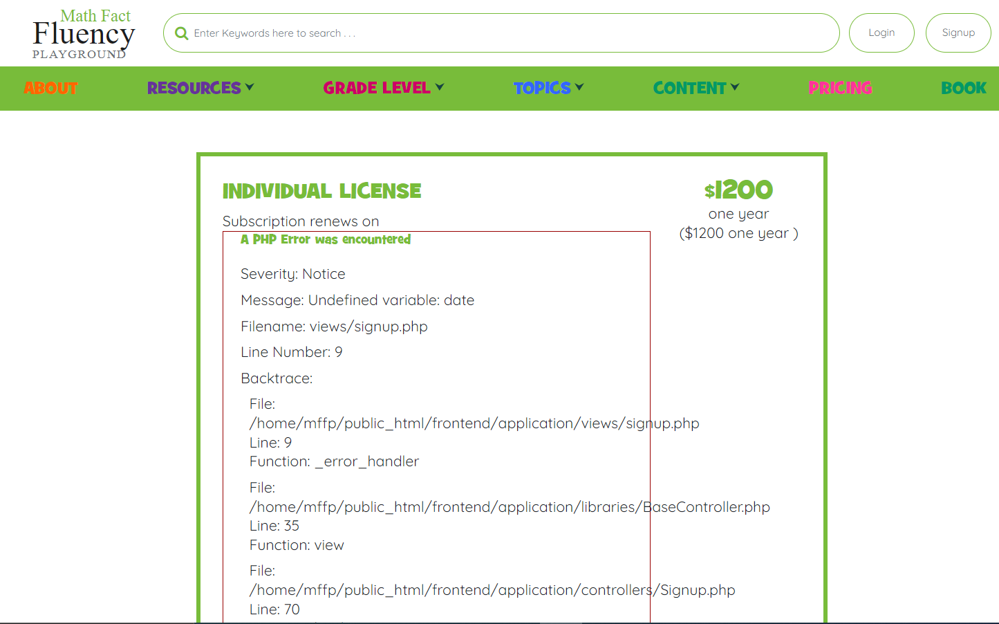 Math Fact
Fluency
PLAYGROUND
Enter Keywords here to search . . .
Login
Signup
ABOUT
RESOURCES
GRADE LEVEL
TOPICS
CONTENT
PRICING
BOOK
INDIVIDUAL LICENSE
$1200
one year
($1200 one year )
Subscription renews on
A PHP Error was encountered
Severity: Notice
Message: Undefined variable: date
Filename: views/signup.php
Line Number: 9
Backtrace:
File:
/home/mffp/public_html/frontend/application/views/signup.php
Line: 9
Function: _error_handler
File:
/home/mffp/public_html/frontend/application/libraries/BaseController.php
Line: 35
Function: view
File:
/home/mffp/public_html/frontend/application/controllers/Signup.php
Line: 70